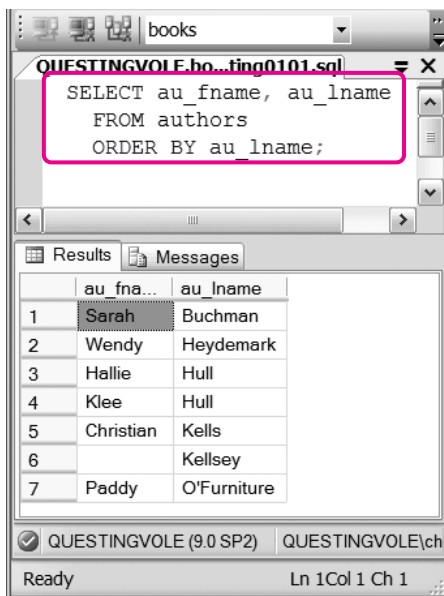 books
QUESTINGVOLE.bo...ting0101.sql
SELECT au_fname, au_lname
FROM authors
ORDER BY au_lname;
Results Messages
au_fna... au_lname
1 Sarah Buchman
2 Wendy Heydemark
3 Hallie Hull
4 Klee Hull
5 Christian Kells
6 Kellsey
7 Paddy O'Furniture
QUESTINGVOLE (9.0 SP2) QUESTINGVOLE\ch
Ready Ln 1 Col 1 Ch 1